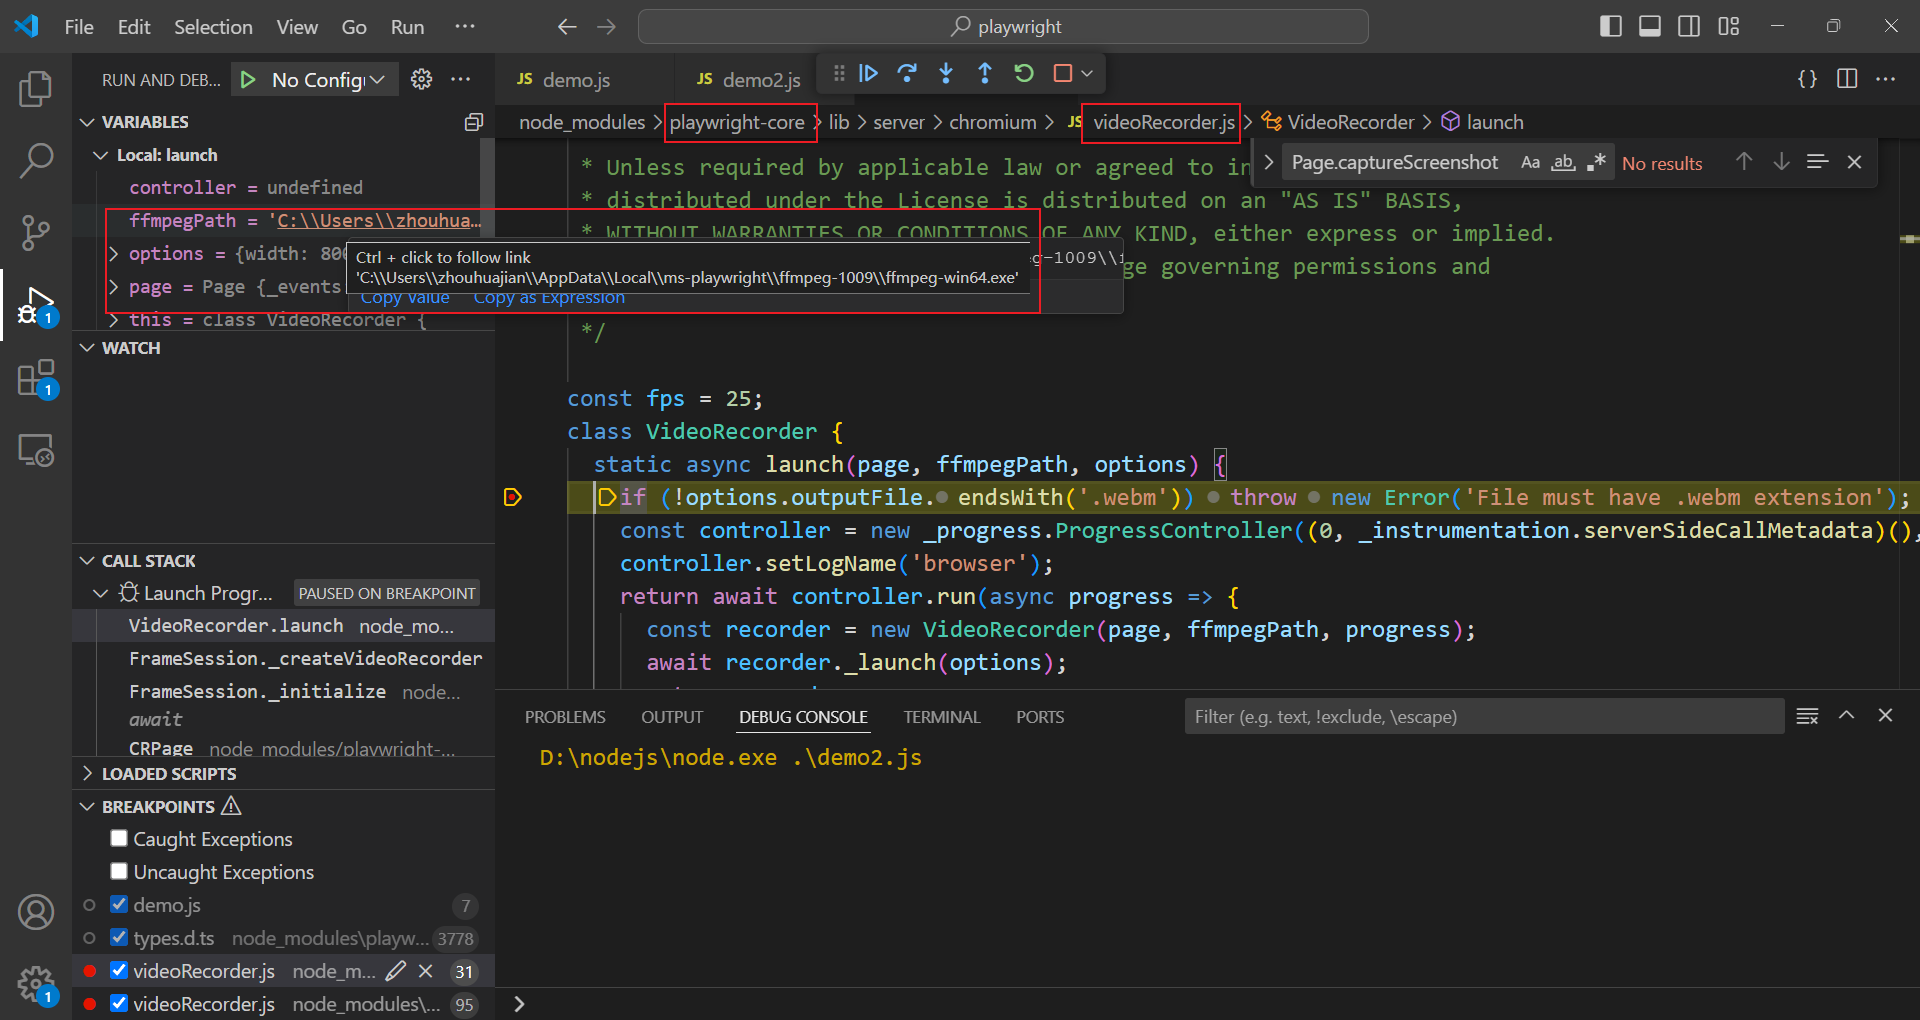 File Edit Selection View Go Run ···
playwright
RUN AND DEB... No Config
JS demo.js
JS demo2.js
node_modules > playwright-core > lib > server > chromium > JS videoRecorder.js > VideoRecorder > launch
Page.captureScreenshot Aa ab .* No results
VARIABLES
Local: launch
controller = undefined
ffmpegPath = 'C:\\Users\\zhouhua…
options = {width: 800
page = Page {_events
this = class VideoRecorder {
Ctrl + click to follow link
'C:\\Users\\zhouhuajian\\AppData\\Local\\ms-playwright\\ffmpeg-1009\\ffmpeg-win64.exe'
g-1009\\f
Copy Value Copy as Expression
* Unless required by applicable law or agreed to in
* distributed under the License is distributed on an "AS IS" BASIS,
* WITHOUT WARRANTIES OR CONDITIONS OF ANY KIND, either express or implied.
ge governing permissions and
*/
const fps = 25;
class VideoRecorder {
static async launch(page, ffmpegPath, options) {
if (!options.outputFile. endsWith('.webm')) throw new Error('File must have .webm extension');
const controller = new _progress.ProgressController((0, _instrumentation.serverSideCallMetadata)(),
controller.setLogName('browser');
return await controller.run(async progress => {
const recorder = new VideoRecorder(page, ffmpegPath, progress);
await recorder._launch(options);
WATCH
CALL STACK
Launch Progr... PAUSED ON BREAKPOINT
VideoRecorder.launch node_mo...
FrameSession._createVideoRecorder
FrameSession._initialize node...
await
CRPage node_modules/playwright-...
LOADED SCRIPTS
BREAKPOINTS
Caught Exceptions
Uncaught Exceptions
demo.js 7
types.d.ts node_modules\playw... 3778
videoRecorder.js node_m... 31
videoRecorder.js node_modules\... 95
PROBLEMS OUTPUT DEBUG CONSOLE TERMINAL PORTS
Filter (e.g. text, !exclude, \escape)
D:\nodejs\node.exe .\demo2.js
1
1
1